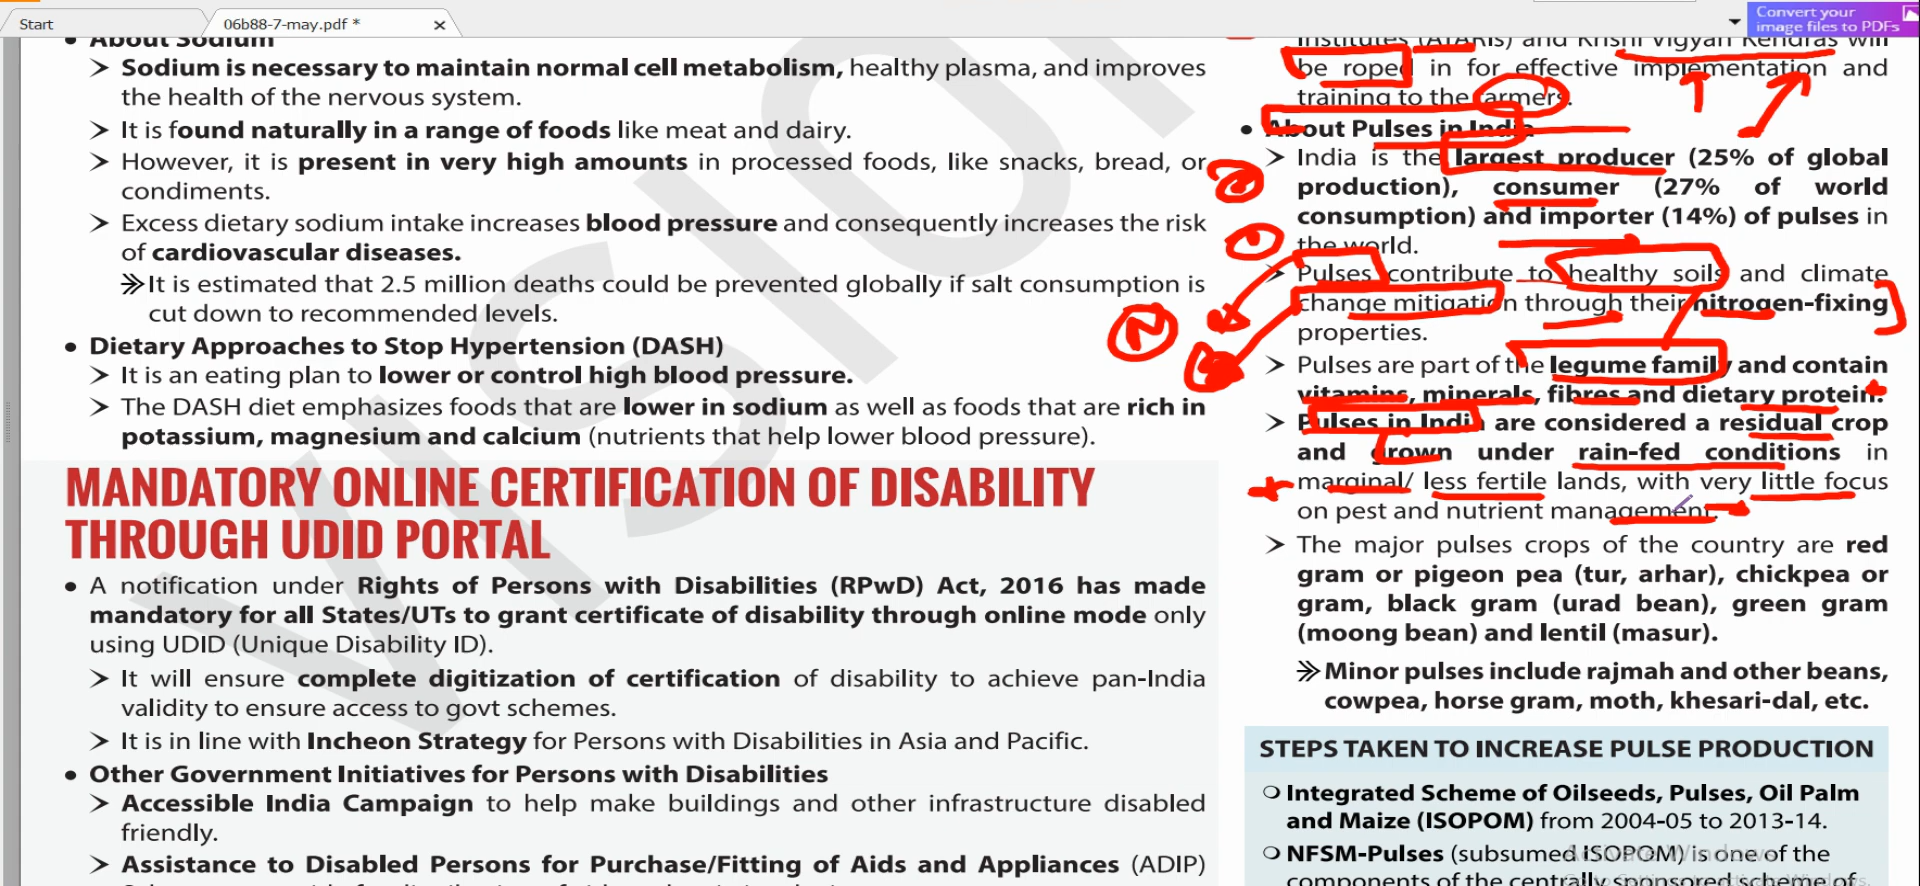 Start
06b88-7-may.pdf * ×
Convert your
image files to PDFs
• About Sodium
➤ Sodium is necessary to maintain normal cell metabolism, healthy plasma, and improves
the health of the nervous system.
➤ It is found naturally in a range of foods like meat and dairy.
➤ However, it is present in very high amounts in processed foods, like snacks, bread, or
condiments.
➤ Excess dietary sodium intake increases blood pressure and consequently increases the risk
of cardiovascular diseases.
⪢ It is estimated that 2.5 million deaths could be prevented globally if salt consumption is
cut down to recommended levels.
• Dietary Approaches to Stop Hypertension (DASH)
➤ It is an eating plan to lower or control high blood pressure.
➤ The DASH diet emphasizes foods that are lower in sodium as well as foods that are rich in
potassium, magnesium and calcium (nutrients that help lower blood pressure).
MANDATORY ONLINE CERTIFICATION OF DISABILITY
THROUGH UDID PORTAL
• A notification under Rights of Persons with Disabilities (RPwD) Act, 2016 has made
mandatory for all States/UTs to grant certificate of disability through online mode only
using UDID (Unique Disability ID).
➤ It will ensure complete digitization of certification of disability to achieve pan-India
validity to ensure access to govt schemes.
➤ It is in line with Incheon Strategy for Persons with Disabilities in Asia and Pacific.
• Other Government Initiatives for Persons with Disabilities
➤ Accessible India Campaign to help make buildings and other infrastructure disabled
friendly.
➤ Assistance to Disabled Persons for Purchase/Fitting of Aids and Appliances (ADIP)
Institutes (ATARIs) and Krishi Vigyan Kendras will
be roped in for effective implementation and
training to the farmers.
• About Pulses in India
➤ India is the largest producer (25% of global
production), consumer (27% of world
consumption) and importer (14%) of pulses in
the world.
➤ Pulses contribute to healthy soils and climate
change mitigation through their nitrogen-fixing
properties.
➤ Pulses are part of the legume family and contain
vitamins, minerals, fibres and dietary protein.
➤ Pulses in India are considered a residual crop
and grown under rain-fed conditions in
marginal/ less fertile lands, with very little focus
on pest and nutrient management.
➤ The major pulses crops of the country are red
gram or pigeon pea (tur, arhar), chickpea or
gram, black gram (urad bean), green gram
(moong bean) and lentil (masur).
⪢ Minor pulses include rajmah and other beans,
cowpea, horse gram, moth, khesari-dal, etc.
STEPS TAKEN TO INCREASE PULSE PRODUCTION
❍ Integrated Scheme of Oilseeds, Pulses, Oil Palm
and Maize (ISOPOM) from 2004-05 to 2013-14.
❍ NFSM-Pulses (subsumed ISOPOM) is one of the
components of the centrally sponsored scheme of
N
VISION
Activate Windows